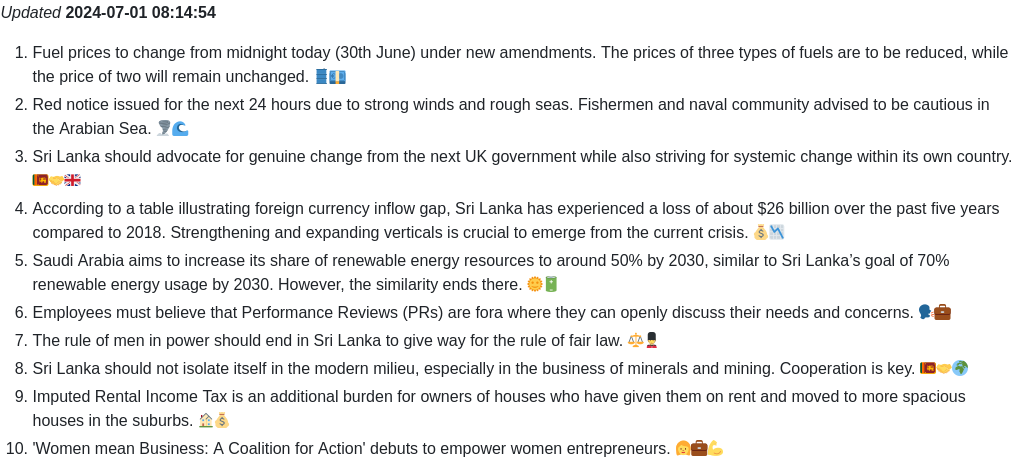 Updated 2024-07-01 08:14:54
1. Fuel prices to change from midnight today (30th June) under new amendments. The prices of three types of fuels are to be reduced, while
the price of two will remain unchanged. 🛢️💶
2. Red notice issued for the next 24 hours due to strong winds and rough seas. Fishermen and naval community advised to be cautious in
the Arabian Sea. 🌪️🌊
3. Sri Lanka should advocate for genuine change from the next UK government while also striving for systemic change within its own country.
🇱🇰🤝🇬🇧
4. According to a table illustrating foreign currency inflow gap, Sri Lanka has experienced a loss of about $26 billion over the past five years
compared to 2018. Strengthening and expanding verticals is crucial to emerge from the current crisis. 💰📉
5. Saudi Arabia aims to increase its share of renewable energy resources to around 50% by 2030, similar to Sri Lanka’s goal of 70%
renewable energy usage by 2030. However, the similarity ends there. 🌞🔋
6. Employees must believe that Performance Reviews (PRs) are fora where they can openly discuss their needs and concerns. 🗣️💼
7. The rule of men in power should end in Sri Lanka to give way for the rule of fair law. ⚖️💂
8. Sri Lanka should not isolate itself in the modern milieu, especially in the business of minerals and mining. Cooperation is key. 🇱🇰🤝🌍
9. Imputed Rental Income Tax is an additional burden for owners of houses who have given them on rent and moved to more spacious
houses in the suburbs. 🏠💰
10. 'Women mean Business: A Coalition for Action' debuts to empower women entrepreneurs. 👩💼💪